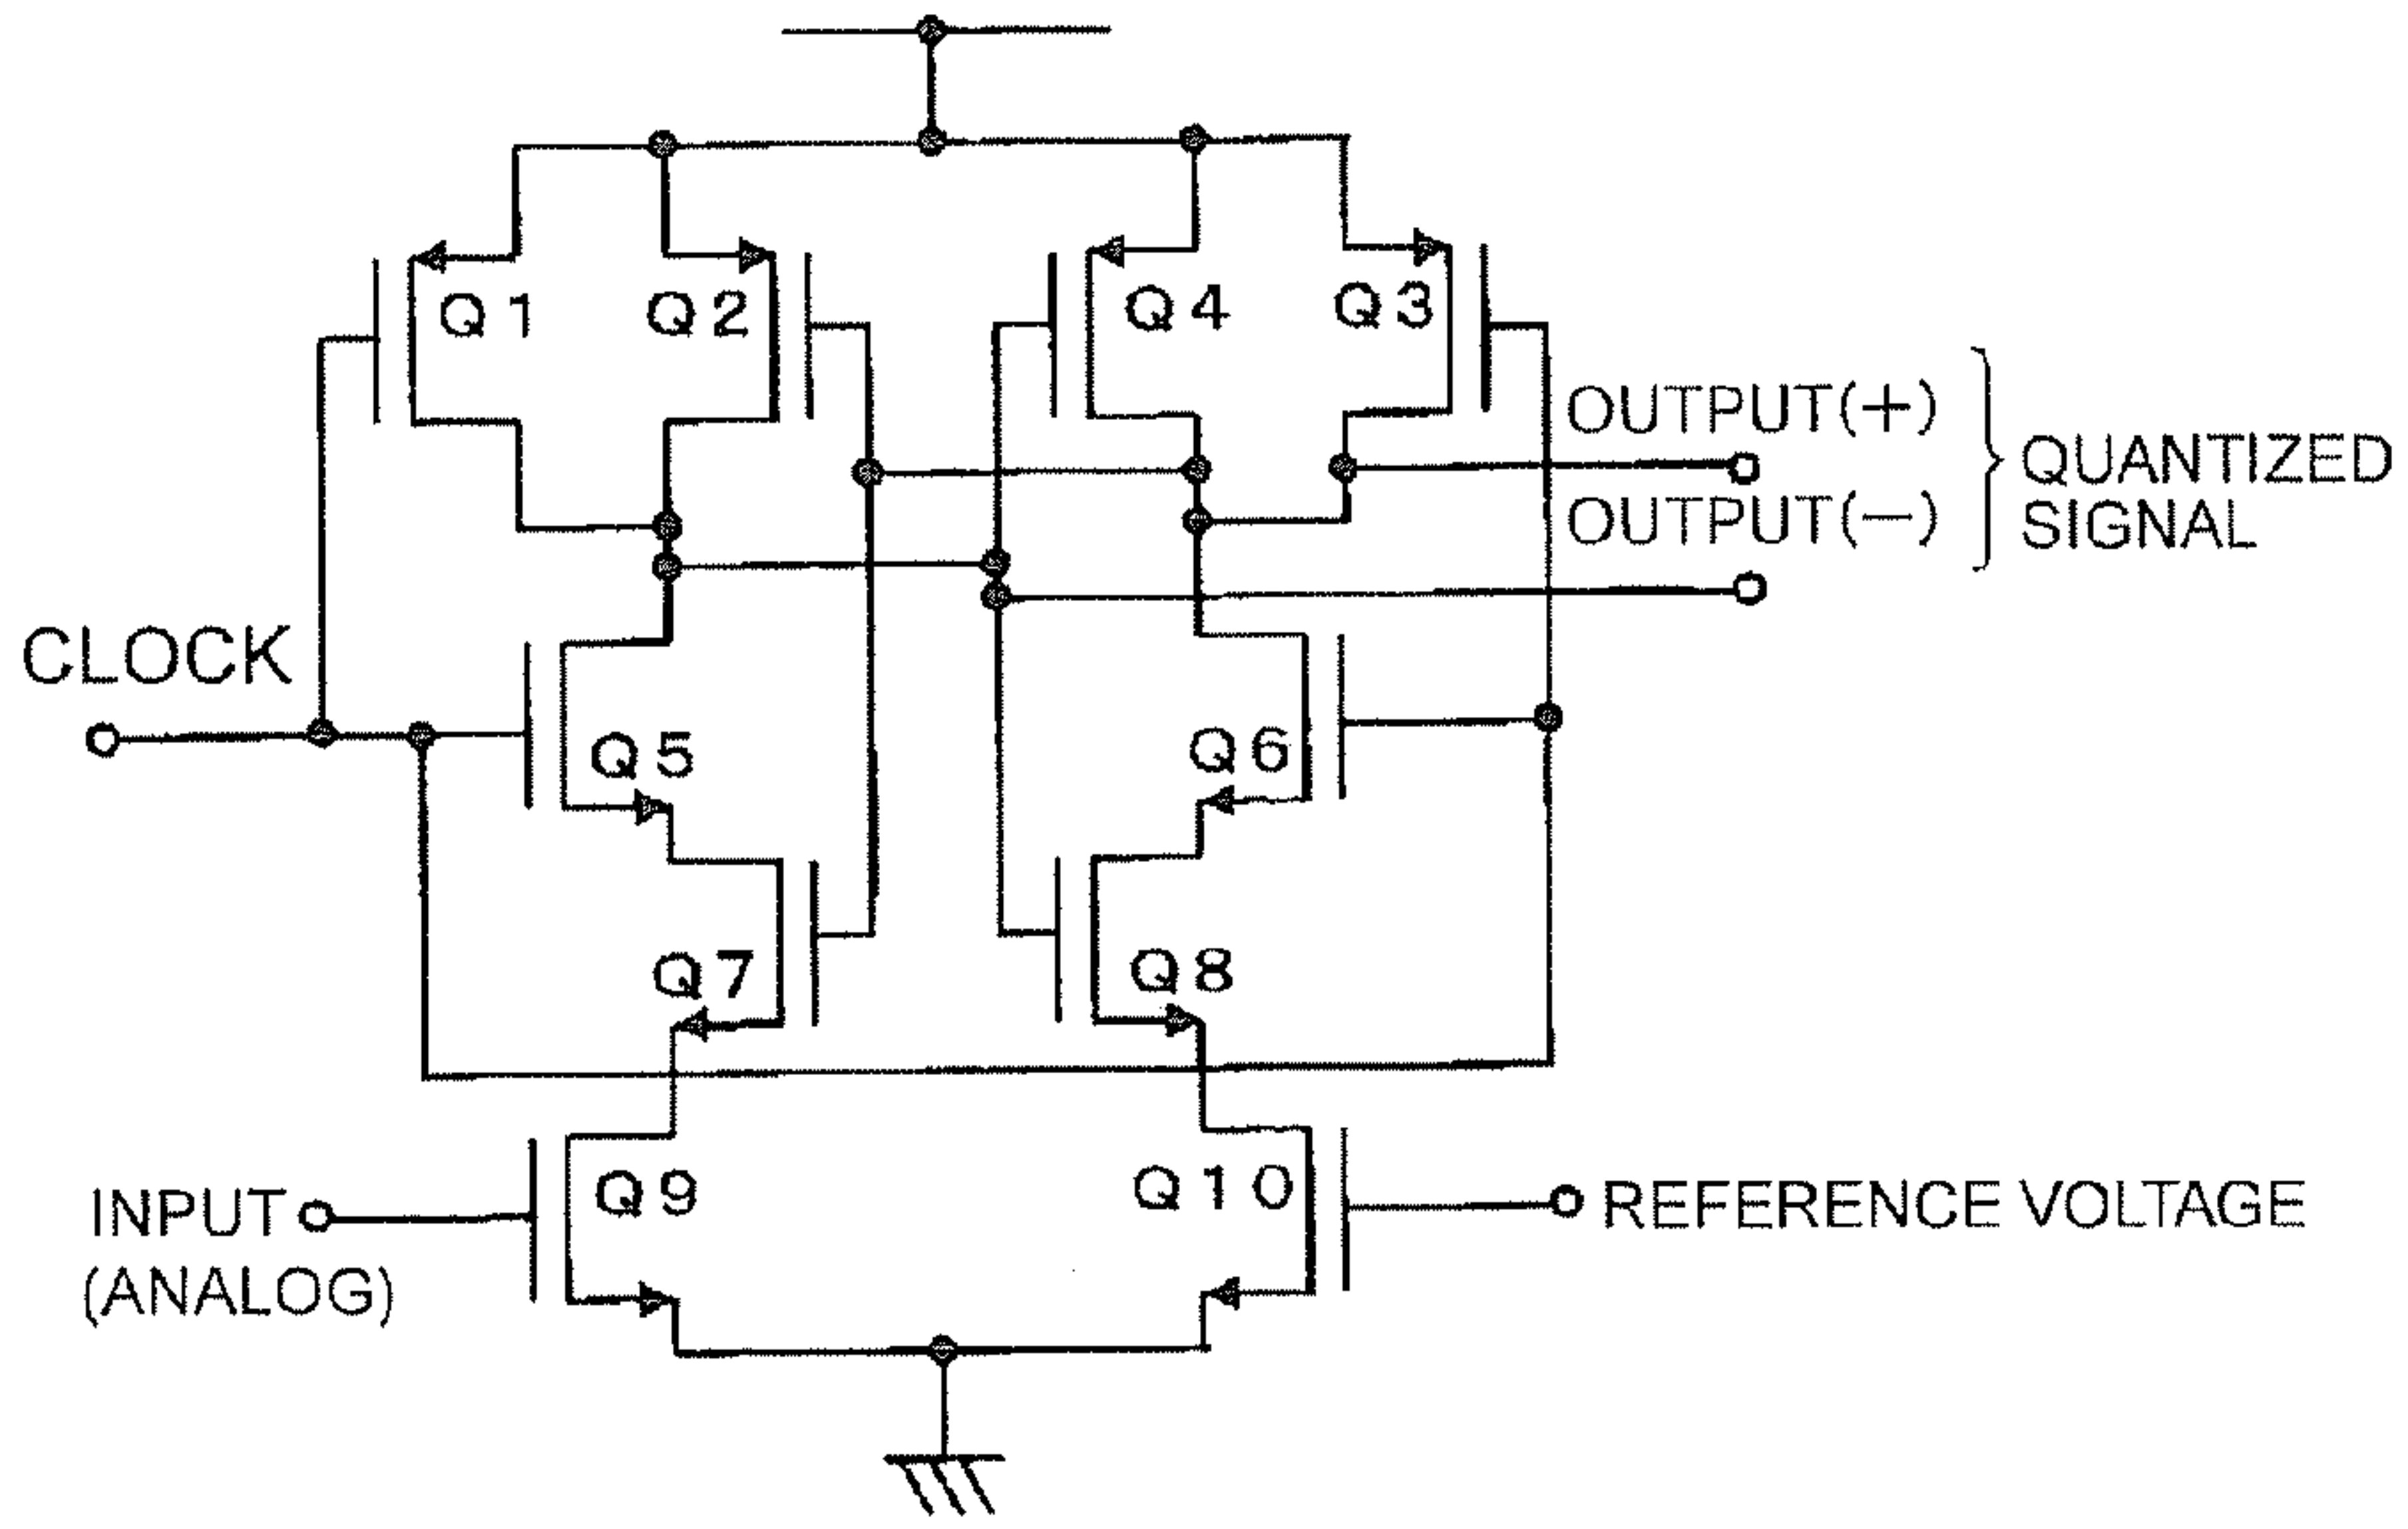 Q1
Q2
Q4
Q3
OUTPUT(+)
OUTPUT(−)
QUANTIZED
SIGNAL
CLOCK
Q5
Q6
Q7
Q8
Q9
Q10
INPUT
(ANALOG)
REFERENCE VOLTAGE